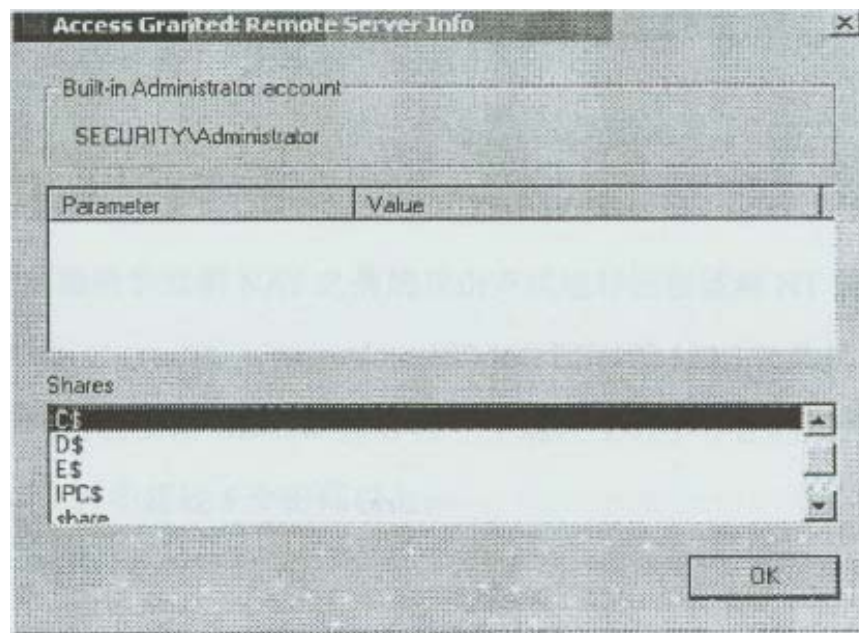 Access Granted: Remote Server Info
Built-in Administrator account
SECURITY\Administrator
Parameter Value
Shares
C$
D$
E$
IPC$
share
OK